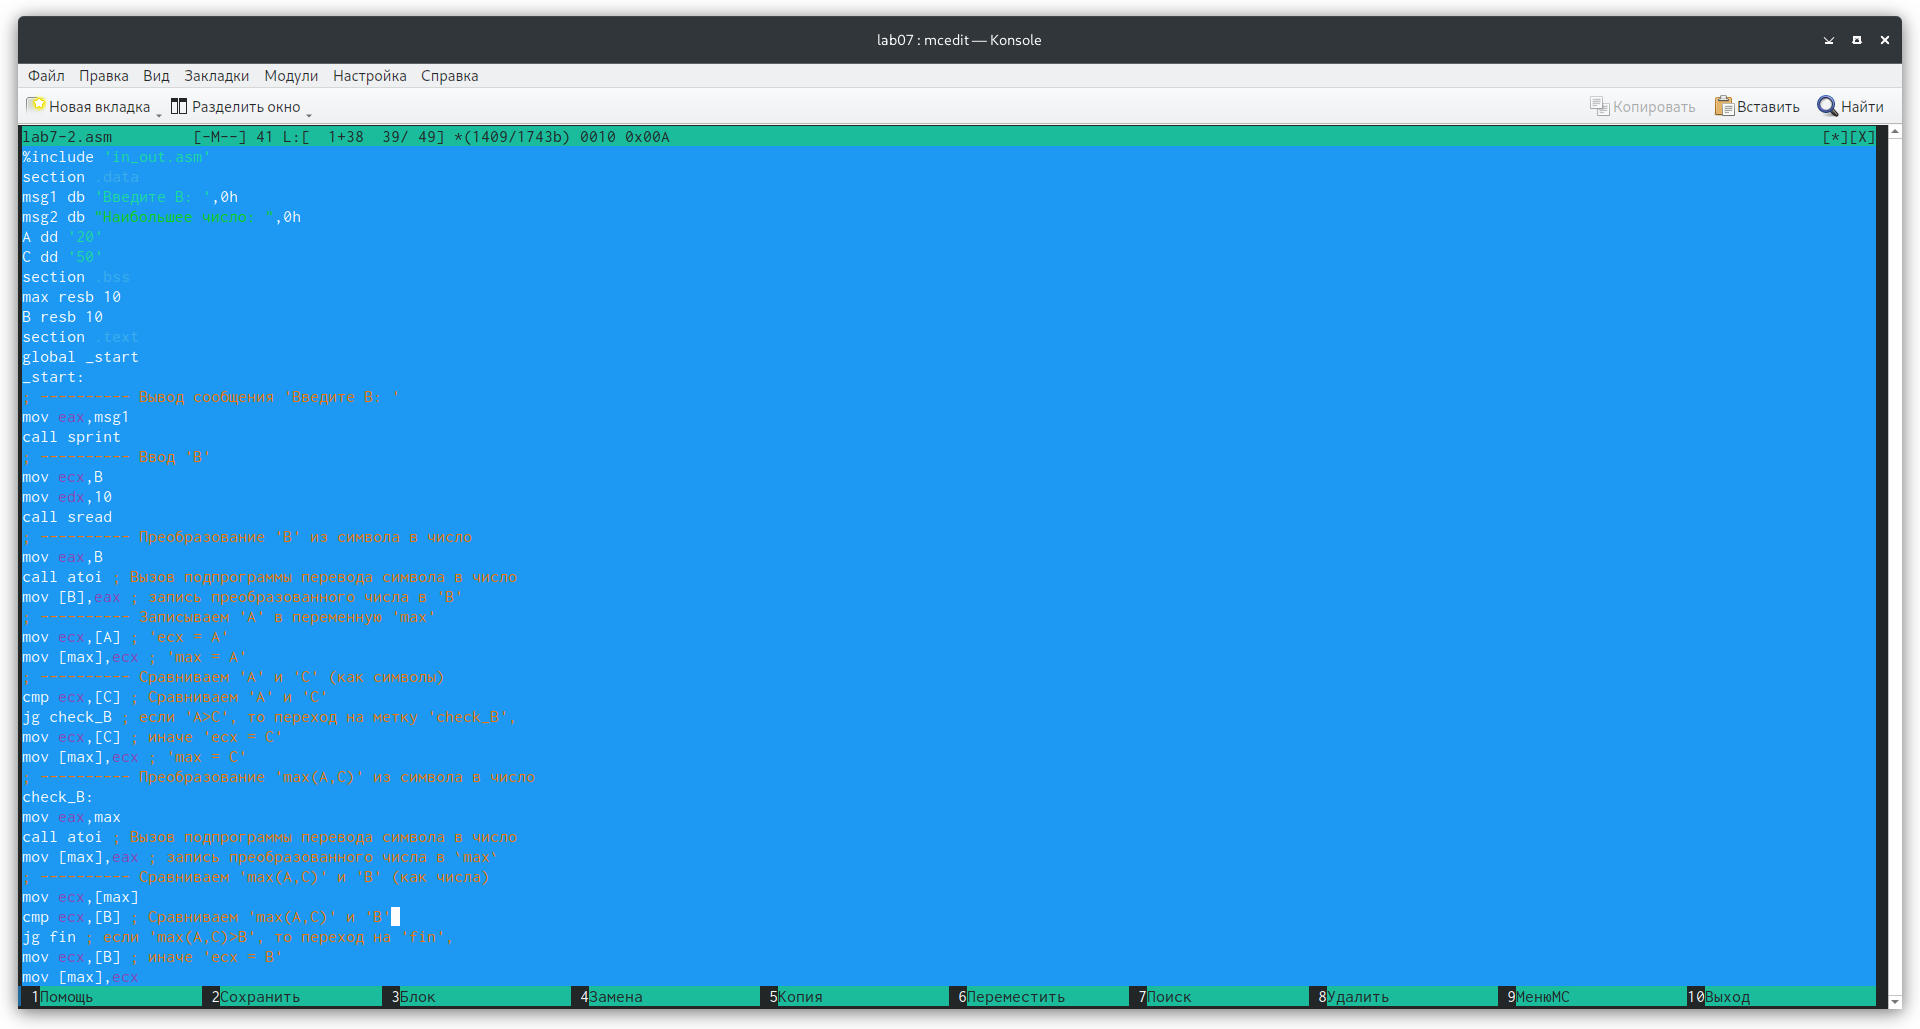 lab07 : mcedit — Konsole
Файл Правка Вид Закладки Модули Настройка Справка
Новая вкладка Разделить окно Копировать Вставить Найти
lab7-2.asm [-M--] 41 L:[ 1+38 39/ 49] *(1409/1743b) 0010 0x00A [*][X]
%include 'in_out.asm'
section .data
msg1 db 'Введите B: ',0h
msg2 db "Наибольшее число: ",0h
A dd '20'
C dd '50'
section .bss
max resb 10
B resb 10
section .text
global _start
_start:
; ---------- Вывод сообщения 'Введите B: '
mov eax,msg1
call sprint
; ---------- Ввод 'B'
mov ecx,B
mov edx,10
call sread
; ---------- Преобразование 'B' из символа в число
mov eax,B
call atoi ; Вызов подпрограммы перевода символа в число
mov [B],eax ; запись преобразованного числа в 'B'
; ---------- Записываем 'A' в переменную 'max'
mov ecx,[A] ; 'ecx = A'
mov [max],ecx ; 'max = A'
; ---------- Сравниваем 'A' и 'C' (как символы)
cmp ecx,[C] ; Сравниваем 'A' и 'C'
jg check_B ; если 'A>C', то переход на метку 'check_B',
mov ecx,[C] ; иначе 'ecx = C'
mov [max],ecx ; 'max = C'
; ---------- Преобразование 'max(A,C)' из символа в число
check_B:
mov eax,max
call atoi ; Вызов подпрограммы перевода символа в число
mov [max],eax ; запись преобразованного числа в `max`
; ---------- Сравниваем 'max(A,C)' и 'B' (как числа)
mov ecx,[max]
cmp ecx,[B] ; Сравниваем 'max(A,C)' и 'B'
jg fin ; если 'max(A,C)>B', то переход на 'fin',
mov ecx,[B] ; иначе 'ecx = B'
mov [max],ecx
1Помощь 2Сохранить 3Блок 4Замена 5Копия 6Переместить 7Поиск 8Удалить 9МенюMC 10Выход